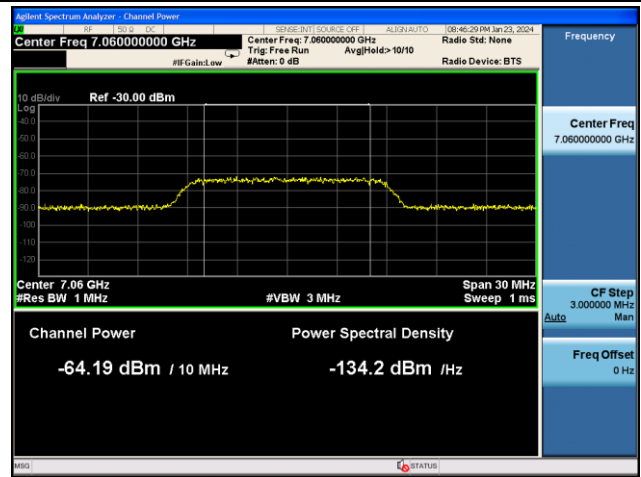 Agilent Spectrum Analyzer - Channel Power
RF 50 Ω DC SENSE:INT SOURCE OFF ALIGNAUTO 08:46:29 PM Jan 23, 2024
Center Freq 7.060000000 GHz
Center Freq: 7.060000000 GHz
Radio Std: None
Trig: Free Run Avg|Hold:> 10/10
#IFGain:Low
#Atten: 0 dB
Radio Device: BTS
Frequency
10 dB/div Ref -30.00 dBm
Log
-40.0
-50.0
-60.0
-70.0
-80.0
-90.0
-100
-110
-120
Center Freq
7.060000000 GHz
Center 7.06 GHz
Span 30 MHz
#Res BW 1 MHz
#VBW 3 MHz
Sweep 1 ms
CF Step
3.000000 MHz
Auto Man
Channel Power
Power Spectral Density
-64.19 dBm / 10 MHz
-134.2 dBm /Hz
Freq Offset
0 Hz
MSG
STATUS